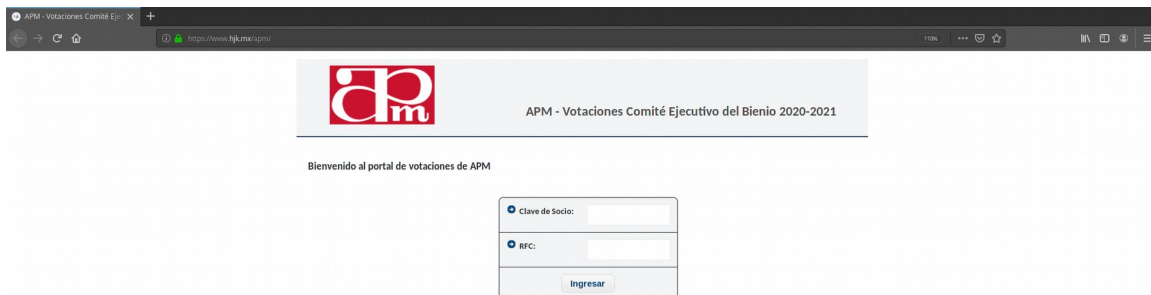 APM - Votaciones Comité Ejec
https://www.hjk.mx/apm/
110%
apm
APM - Votaciones Comité Ejecutivo del Bienio 2020-2021
Bienvenido al portal de votaciones de APM
Clave de Socio:
RFC:
Ingresar